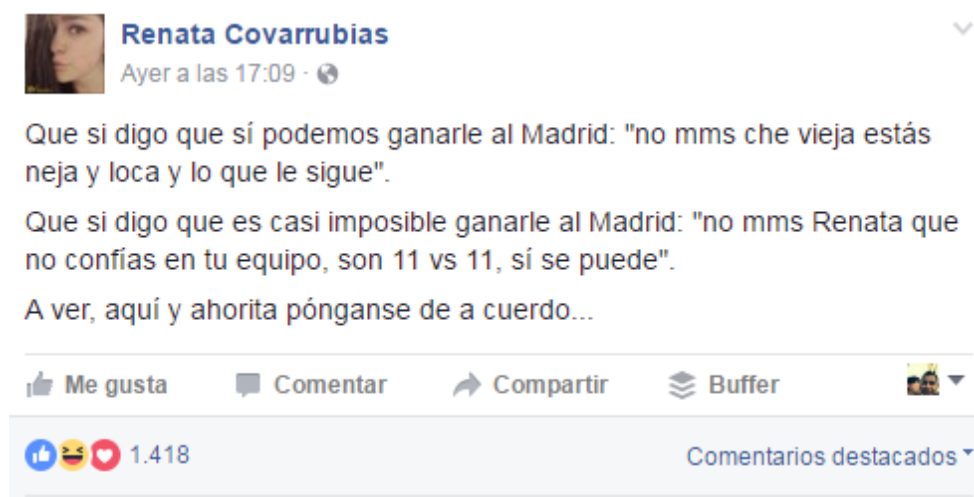 Renata Covarrubias
Ayer a las 17:09 ·
Que si digo que sí podemos ganarle al Madrid: "no mms che vieja estás
neja y loca y lo que le sigue".
Que si digo que es casi imposible ganarle al Madrid: "no mms Renata que
no confías en tu equipo, son 11 vs 11, sí se puede".
A ver, aquí y ahorita pónganse de a cuerdo...
Me gusta Comentar Compartir Buffer
1.418 Comentarios destacados